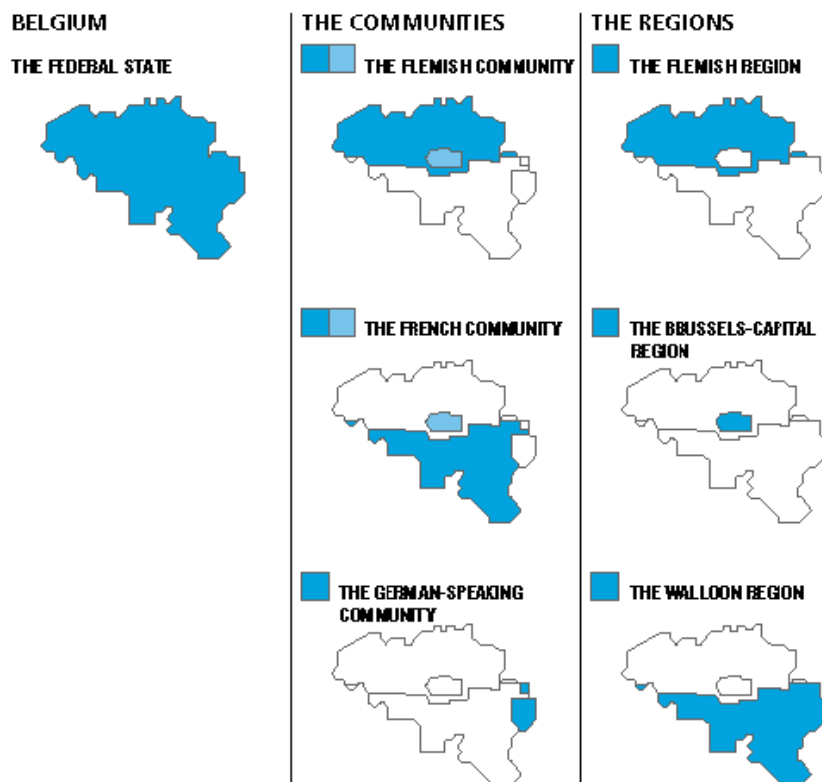 BELGIUM
THE FEDERAL STATE
THE COMMUNITIES
THE FLEMISH COMMUNITY
THE FRENCH COMMUNITY
THE GERMAN-SPEAKING
COMMUNITY
THE REGIONS
THE FLEMISH REGION
THE BRUSSELS-CAPITAL
REGION
THE WALLOON REGION